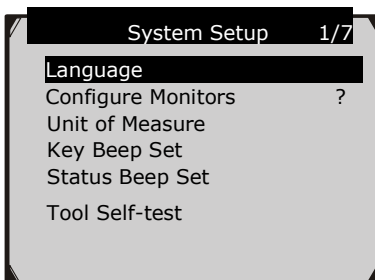 System Setup 1/7
Language
Configure Monitors ?
Unit of Measure
Key Beep Set
Status Beep Set
Tool Self-test